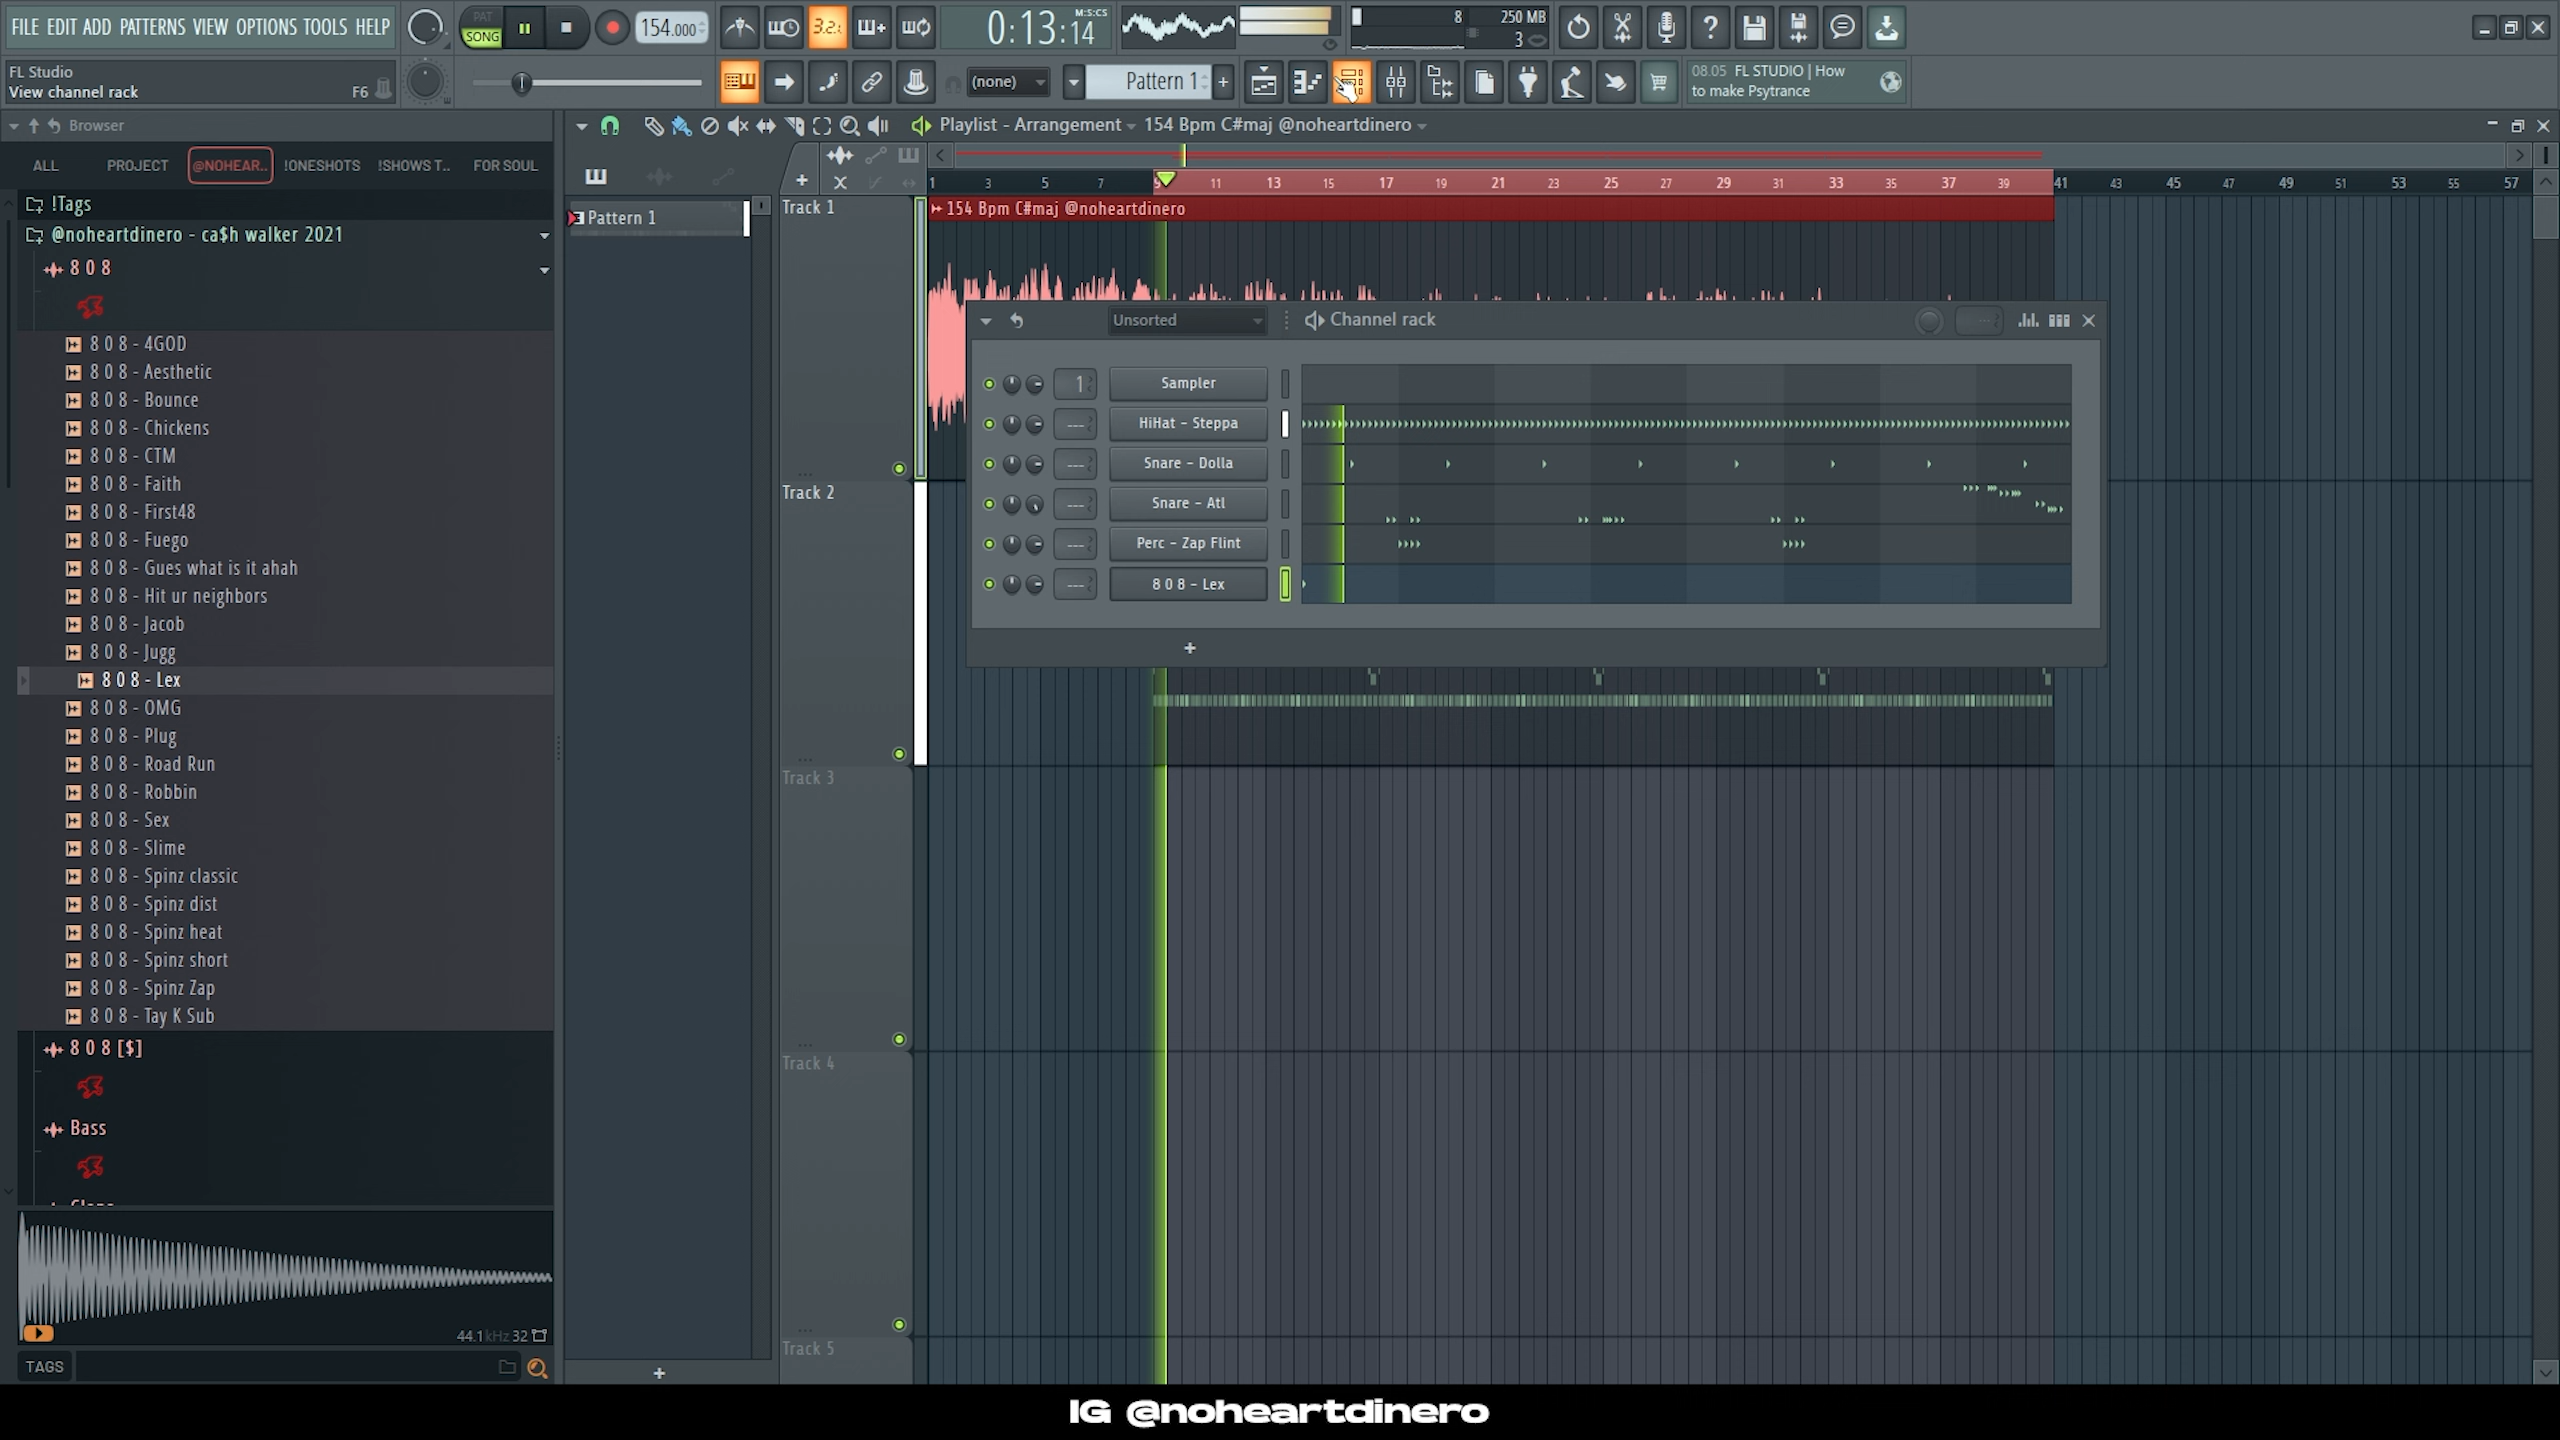 FILE EDIT ADD PATTERNS VIEW OPTIONS TOOLS HELP
PAT
SONG
154.000
3.2.
0:13:14
M:S:CS
8
250 MB
3
FL Studio
View channel rack
F6
(none)
Pattern 1
08.05 FL STUDIO | How
to make Psytrance
Browser
ALL
PROJECT
@NOHEAR..
!ONESHOTS
!SHOWS T..
FOR SOUL
!Tags
@noheartdinero - ca$h walker 2021
8 0 8
8 0 8 - 4GOD
8 0 8 - Aesthetic
8 0 8 - Bounce
8 0 8 - Chickens
8 0 8 - CTM
8 0 8 - Faith
8 0 8 - First48
8 0 8 - Fuego
8 0 8 - Gues what is it ahah
8 0 8 - Hit ur neighbors
8 0 8 - Jacob
8 0 8 - Jugg
8 0 8 - Lex
8 0 8 - OMG
8 0 8 - Plug
8 0 8 - Road Run
8 0 8 - Robbin
8 0 8 - Sex
8 0 8 - Slime
8 0 8 - Spinz classic
8 0 8 - Spinz dist
8 0 8 - Spinz heat
8 0 8 - Spinz short
8 0 8 - Spinz Zap
8 0 8 - Tay K Sub
8 0 8 [$]
Bass
44.1kHz 32
TAGS
Pattern 1
Playlist - Arrangement
154 Bpm C#maj @noheartdinero
1 3 5 7 9 11 13 15 17 19 21 23 25 27 29 31 33 35 37 39 41 43 45 47 49 51 53 55 57
Track 1
154 Bpm C#maj @noheartdinero
Track 2
Track 3
Track 4
Track 5
Unsorted
Channel rack
1
Sampler
---
HiHat - Steppa
---
Snare - Dolla
---
Snare - Atl
---
Perc - Zap Flint
---
8 0 8 - Lex
IG @noheartdinero